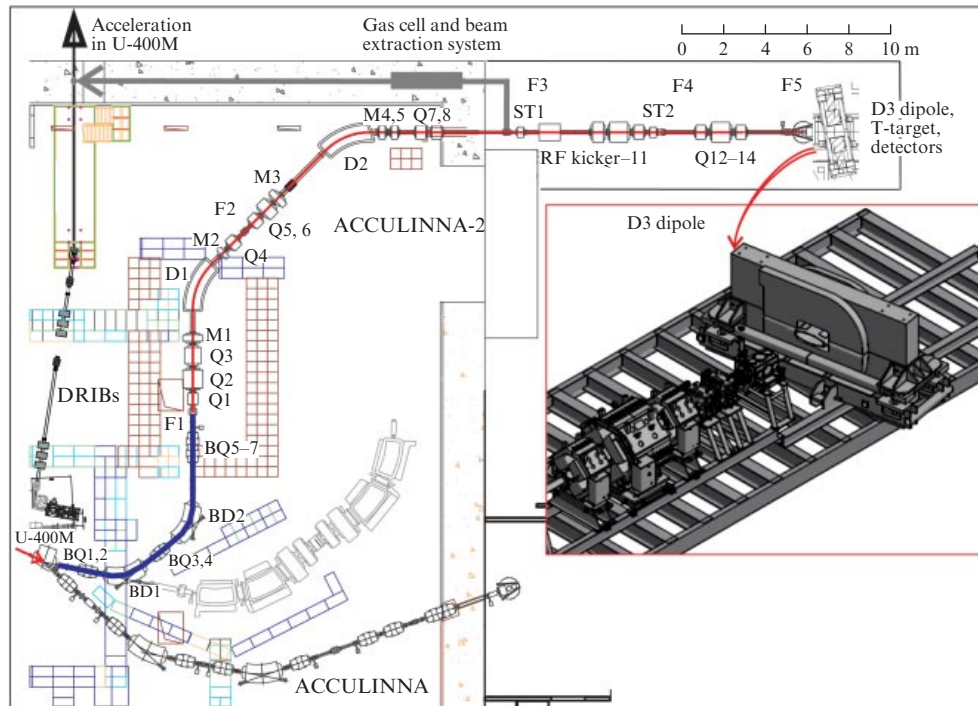 Acceleration
in U-400M
Gas cell and beam
extraction system
0 2 4 6 8 10 m
F3
F4
F5
M4,5
Q7,8
ST1
ST2
D3 dipole,
T-target,
detectors
D2
RF kicker–11
Q12–14
M3
F2
Q5, 6
ACCULINNA-2
D3 dipole
M2
Q4
D1
M1
Q3
Q2
Q1
DRIBs
F1
BQ5–7
BD2
U-400M
BQ1,2
BQ3,4
BD1
ACCULINNA